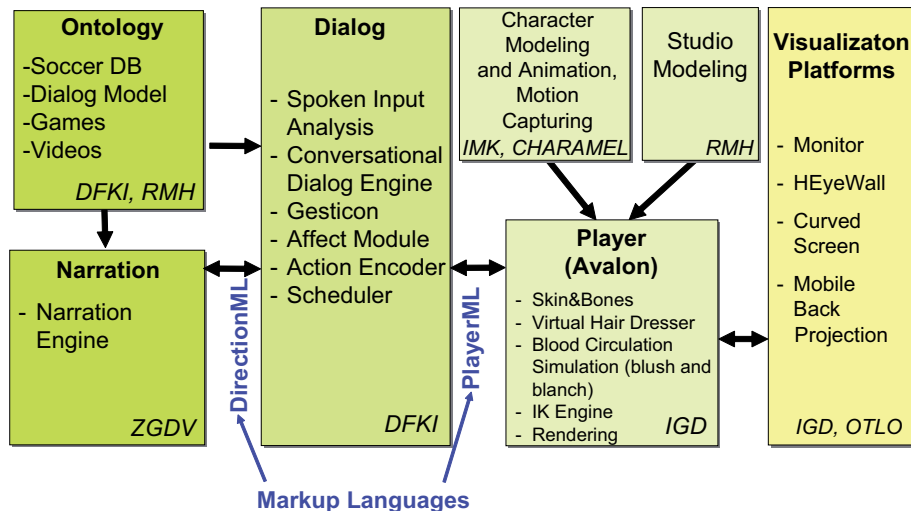 Ontology
-Soccer DB
-Dialog Model
-Games
-Videos
DFKI, RMH
Narration
- Narration
Engine
ZGDV
DirectionML
Dialog
- Spoken Input
Analysis
- Conversational
Dialog Engine
- Gesticon
- Affect Module
- Action Encoder
- Scheduler
DFKI
PlayerML
Markup Languages
Character
Modeling
and Animation,
Motion
Capturing
IMK, CHARAMEL
Studio
Modeling
RMH
Player
(Avalon)
- Skin&Bones
- Virtual Hair Dresser
- Blood Circulation
Simulation (blush and
blanch)
- IK Engine
- Rendering
IGD
Visualizaton
Platforms
- Monitor
- HEyeWall
- Curved
Screen
- Mobile
Back
Projection
IGD, OTLO